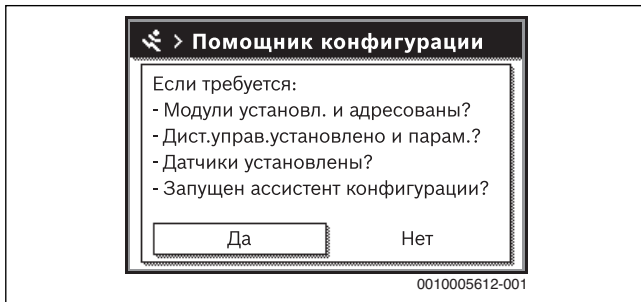 > Помощник конфигурации
Если требуется:
- Модули установл. и адресованы?
- Дист.управ.установлено и парам.?
- Датчики установлены?
- Запущен ассистент конфигурации?
Да Нет
0010005612-001